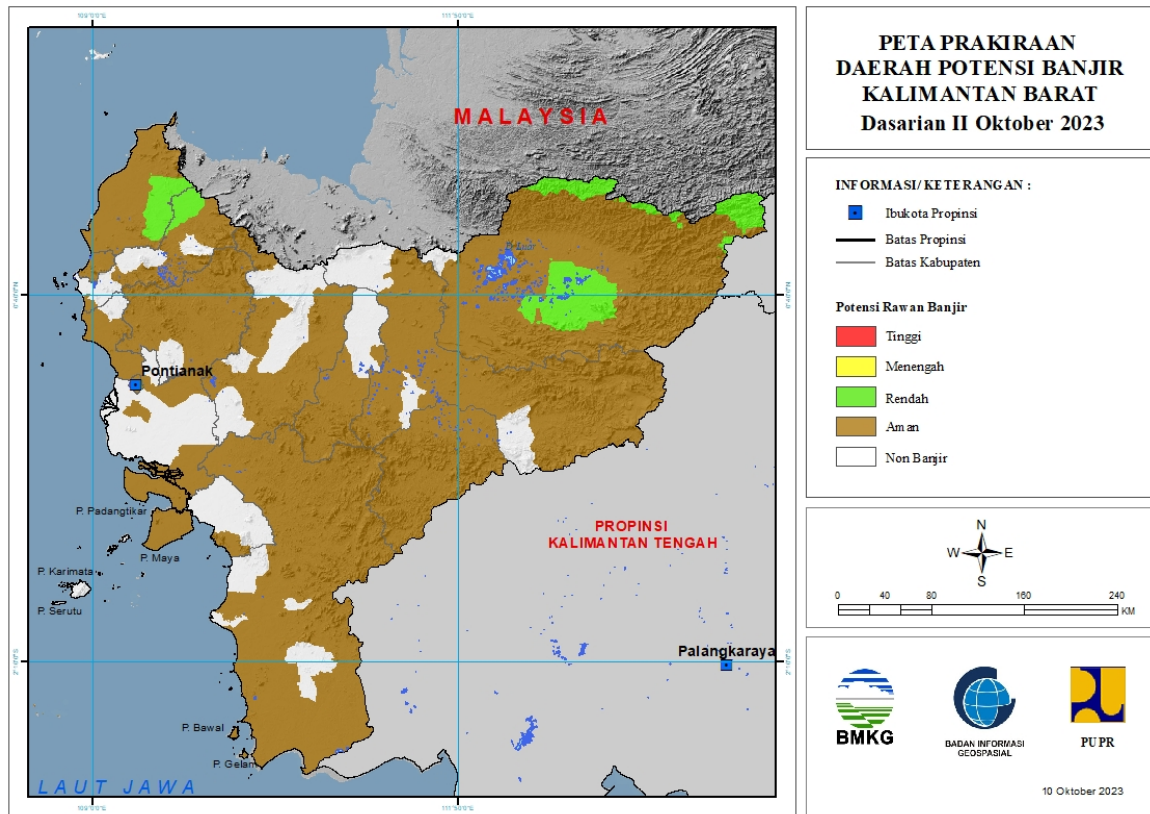 PETA PRAKIRAAN
DAERAH POTENSI BANJIR
KALIMANTAN BARAT
Dasarian II Oktober 2023
INFORMASI/ KETERANGAN :
Ibukota Propinsi
Batas Propinsi
Batas Kabupaten
Potensi Rawan Banjir
Tinggi
Menengah
Rendah
Aman
Non Banjir
N
W E
S
0 40 80 160 240
KM
BMKG
BADAN INFORMASI
GEOSPASIAL
PUPR
10 Oktober 2023
MALAYSIA
Pontianak
P. Padangtikar
P. Maya
P. Karimata
P. Serutu
PROPINSI
KALIMANTAN TENGAH
Palangkaraya
P. Bawal
P. Gelam
LAUT JAWA